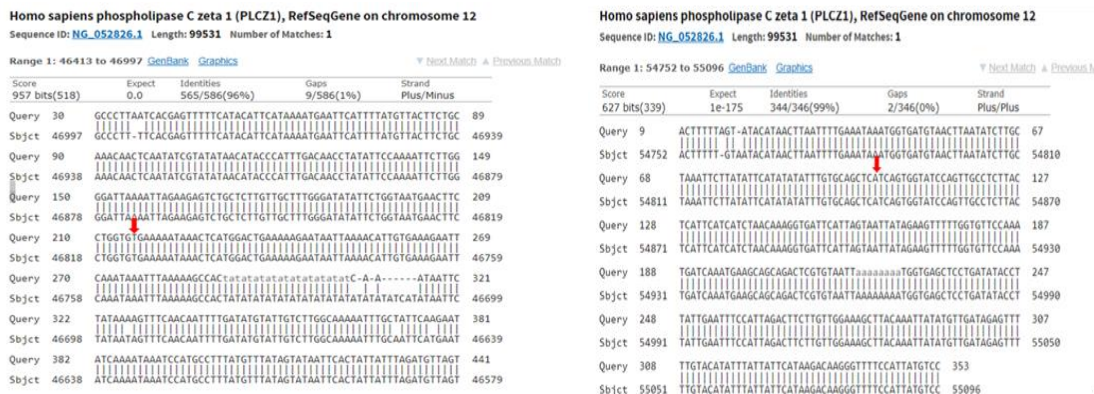 Homo sapiens phospholipase C zeta 1 (PLCZ1), RefSeqGene on chromosome 12
Sequence ID: NG_052826.1 Length: 99531 Number of Matches: 1
Range 1: 46413 to 46997 GenBank Graphics ▼ Next Match ▲ Previous Match
Score Expect Identities Gaps Strand
957 bits(518) 0.0 565/586(96%) 9/586(1%) Plus/Minus
Query 30 GCCCTTAATCACGAGTTTTTCATACATTCATAAAATGAATTCATTTTATGTTACTTCTGC 89
Sbjct 46997 GCCCTT-TTCACGAGTTTTTCATACATTCATAAAATGAATTCATTTTATGTTACTTCTGC 46939
Query 90 AAACAACTCAATATCGTATATAACATACCCATTTGACAACCTATATTCCAAAATTCTTGG 149
Sbjct 46938 AAACAACTCAATATCGTATATAACATACCCATTTGACAACCTATATTCCAAAATTCTTGG 46879
Query 150 GGATTAAAATTAGAAGAGTCTGCTCTTGTTGCTTTGGGATATATTCTGGTAATGAACTTC 209
Sbjct 46878 GGATTAAAATTAGAAGAGTCTGCTCTTGTTGCTTTGGGATATATTCTGGTAATGAACTTC 46819
Query 210 CTGGTGTGAAAAATAAACTCATGGACTGAAAAAGAATAATTAAAACATTGTGAAAGAATT 269
Sbjct 46818 CTGGTGTGAAAAATAAACTCATGGACTGAAAAAGAATAATTAAAACATTGTGAAAGAATT 46759
Query 270 CAAATAAATTTAAAAAGCCACtatatatatatatatatatatC-A-A------ATAATTC 321
Sbjct 46758 CAAATAAATTTAAAAAGCCACTATATATATATATATATATATATATATATCATATAATTC 46699
Query 322 TATAAAAGTTTCAACAATTTTGATATGTATTGTCTTGGCAAAAATTTGCTATTCAAGAAT 381
Sbjct 46698 TATAATAGTTTCAACAATTTTGATATGTATTGTCTTGGCAAAAATTTGCAATTCATGAAT 46639
Query 382 ATCAAAATAAATCCATGCCTTTATGTTTATAGTATAATTCACTATTATTTAGATGTTAGT 441
Sbjct 46638 ATCAAAATAAATCCATGCCTTTATGTTTATAGTATAATTCACTATTATTTAGATGTTAGT 46579
Homo sapiens phospholipase C zeta 1 (PLCZ1), RefSeqGene on chromosome 12
Sequence ID: NG_052826.1 Length: 99531 Number of Matches: 1
Range 1: 54752 to 55096 GenBank Graphics ▼ Next Match ▲ Previous M
Score Expect Identities Gaps Strand
627 bits(339) 1e-175 344/346(99%) 2/346(0%) Plus/Plus
Query 9 ACTTTTTAGT-ATACATAACTTAATTTTGAAATAAATGGTGATGTAACTTAATATCTTGC 67
Sbjct 54752 ACTTTTT-GTAATACATAACTTAATTTTGAAATAAATGGTGATGTAACTTAATATCTTGC 54810
Query 68 TAAATTCTTATATTCATATATATTTGTGCAGCTCATCAGTGGTATCCAGTTGCCTCTTAC 127
Sbjct 54811 TAAATTCTTATATTCATATATATTTGTGCAGCTCATCAGTGGTATCCAGTTGCCTCTTAC 54870
Query 128 TCATTCATCATCTAACAAAGGTGATTCATTAGTAATTATAGAAGTTTTTGGTGTTCCAAA 187
Sbjct 54871 TCATTCATCATCTAACAAAGGTGATTCATTAGTAATTATAGAAGTTTTTGGTGTTCCAAA 54930
Query 188 TGATCAAATGAAGCAGCAGACTCGTGTAATTaaaaaaaaTGGTGAGCTCCTGATATACCT 247
Sbjct 54931 TGATCAAATGAAGCAGCAGACTCGTGTAATTAAAAAAAATGGTGAGCTCCTGATATACCT 54990
Query 248 TATTGAATTTCCATTAGACTTCTTGTTGGAAAGCTTACAAATTATATGTTGATAGAGTTT 307
Sbjct 54991 TATTGAATTTCCATTAGACTTCTTGTTGGAAAGCTTACAAATTATATGTTGATAGAGTTT 55050
Query 308 TTGTACATATTTATTATTCATAAGACAAGGGTTTTCCATTATGTCC 353
Sbjct 55051 TTGTACATATTTATTATTCATAAGACAAGGGTTTTCCATTATGTCC 55096